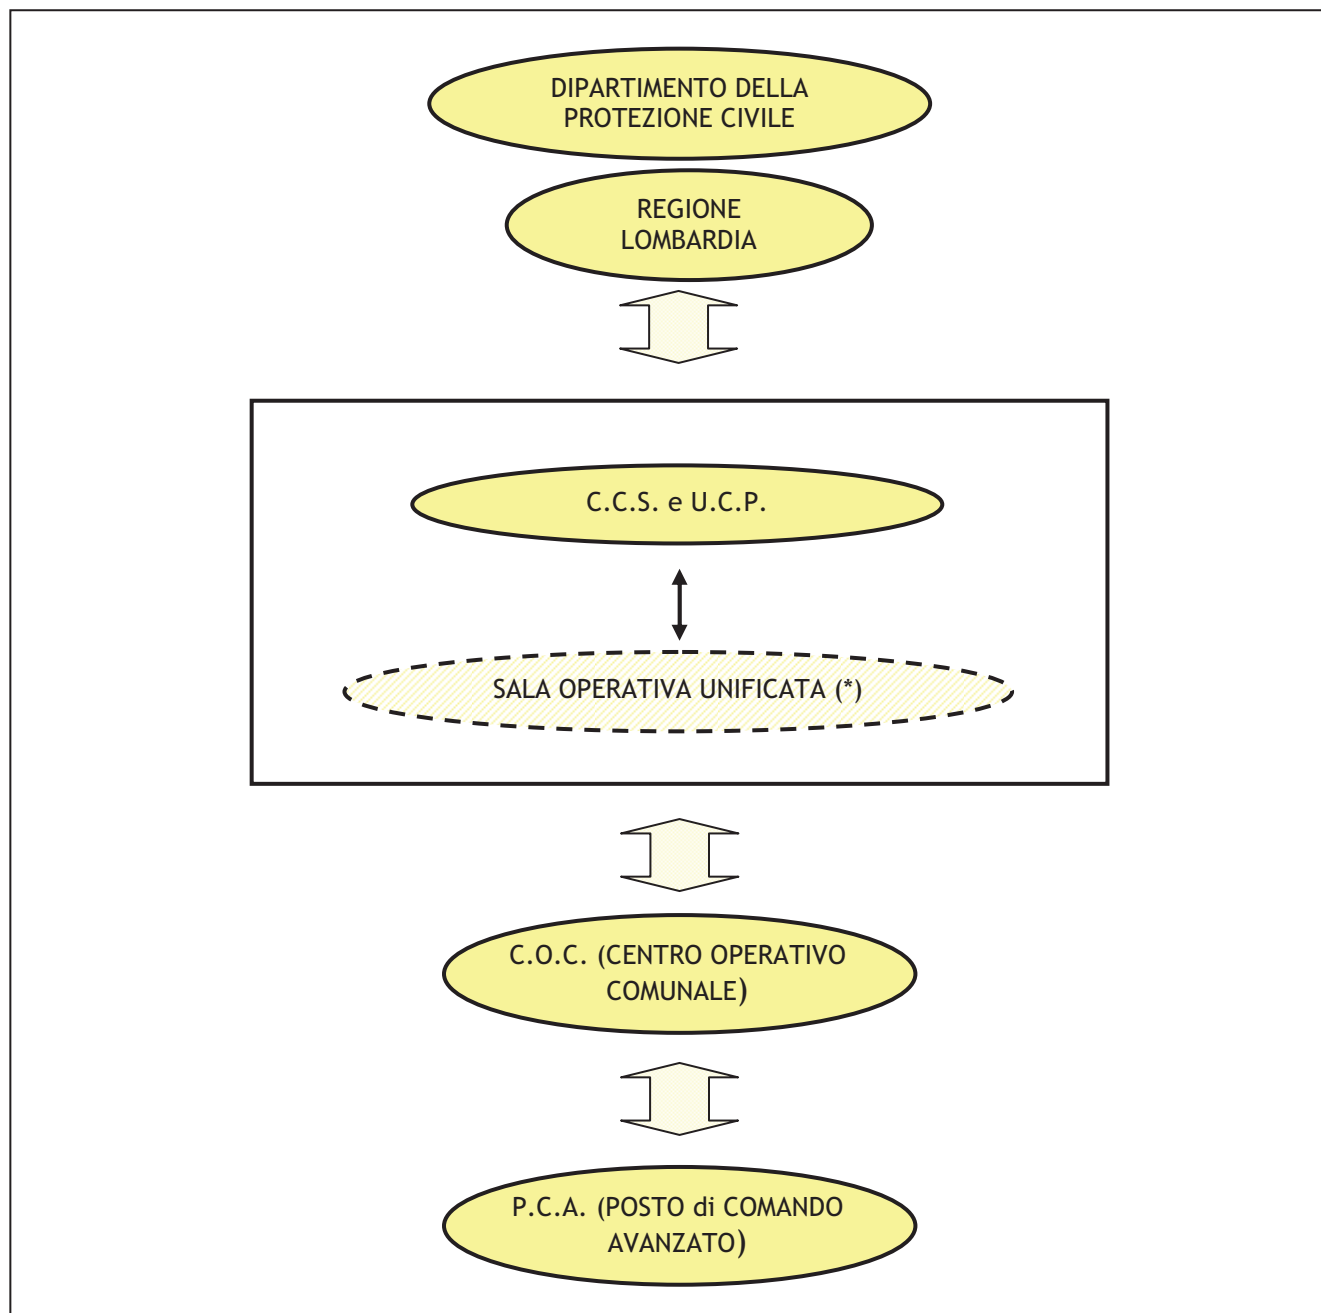 DIPARTIMENTO DELLA
PROTEZIONE CIVILE
REGIONE
LOMBARDIA
C.C.S. e U.C.P.
SALA OPERATIVA UNIFICATA (*)
C.O.C. (CENTRO OPERATIVO
COMUNALE)
P.C.A. (POSTO di COMANDO
AVANZATO)